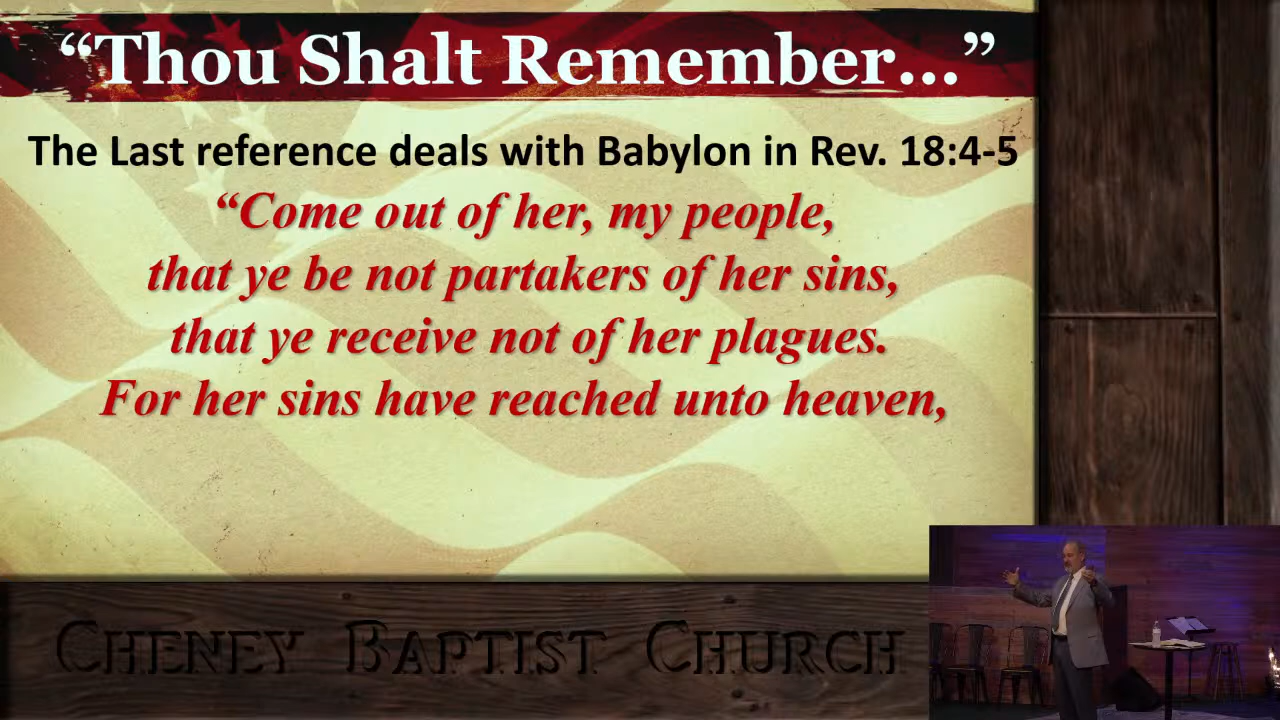 “Thou Shalt Remember...”
The Last reference deals with Babylon in Rev. 18:4-5
“Come out of her, my people,
that ye be not partakers of her sins,
that ye receive not of her plagues.
For her sins have reached unto heaven,
Cheney Baptist Church